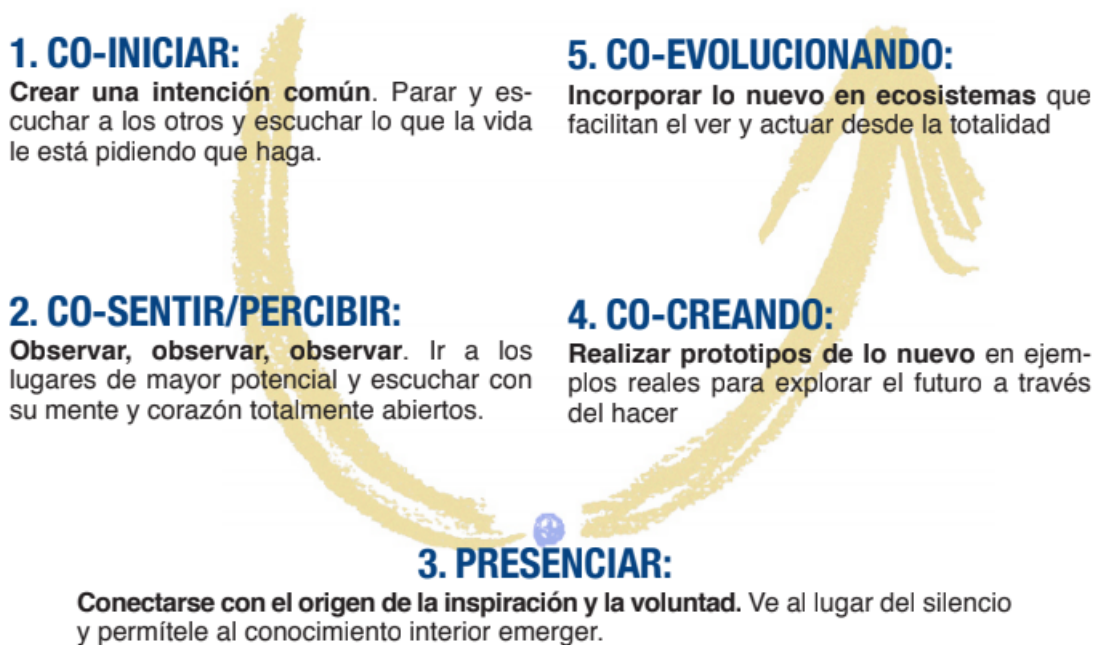 1. CO-INICIAR:
Crear una intención común. Parar y es-
cuchar a los otros y escuchar lo que la vida
le está pidiendo que haga.
2. CO-SENTIR/PERCIBIR:
Observar, observar, observar. Ir a los
lugares de mayor potencial y escuchar con
su mente y corazón totalmente abiertos.
3. PRESENCIAR:
Conectarse con el origen de la inspiración y la voluntad. Ve al lugar del silencio
y permítele al conocimiento interior emerger.
4. CO-CREANDO:
Realizar prototipos de lo nuevo en ejem-
plos reales para explorar el futuro a través
del hacer
5. CO-EVOLUCIONANDO:
Incorporar lo nuevo en ecosistemas que
facilitan el ver y actuar desde la totalidad